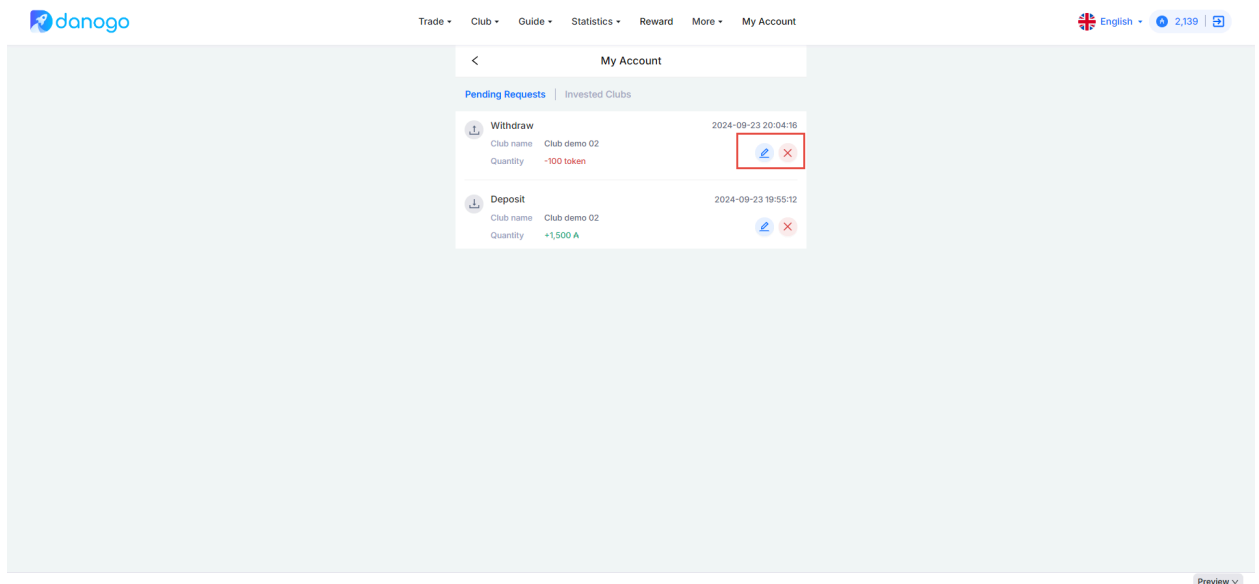 danogo Trade Club Guide Statistics Reward More My Account English 2,139
My Account
Pending Requests Invested Clubs
Withdraw 2024-09-23 20:04:16
Club name Club demo 02
Quantity -100 token
Deposit 2024-09-23 19:55:12
Club name Club demo 02
Quantity +1,500 ₳
Preview